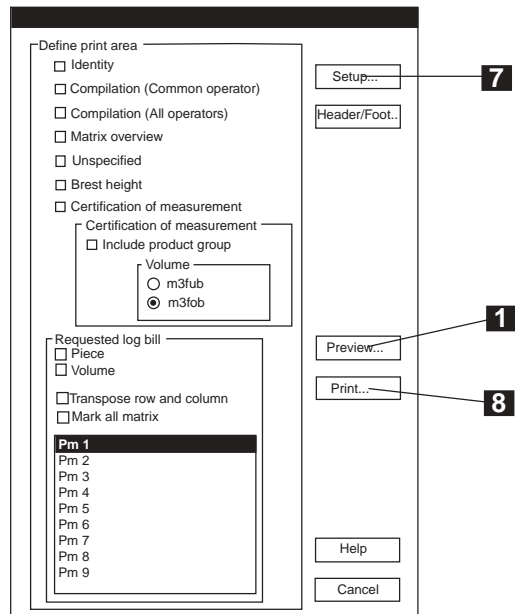 Define print area
Identity
Compilation (Common operator)
Compilation (All operators)
Matrix overview
Unspecified
Brest height
Certification of measurement
Certification of measurement
Include product group
Volume
m3fub
m3fob
Requested log bill
Piece
Volume
Transpose row and column
Mark all matrix
Pm 1
Pm 2
Pm 3
Pm 4
Pm 5
Pm 6
Pm 7
Pm 8
Pm 9
Setup...
7
Header/Foot..
Preview...
1
Print...
8
Help
Cancel